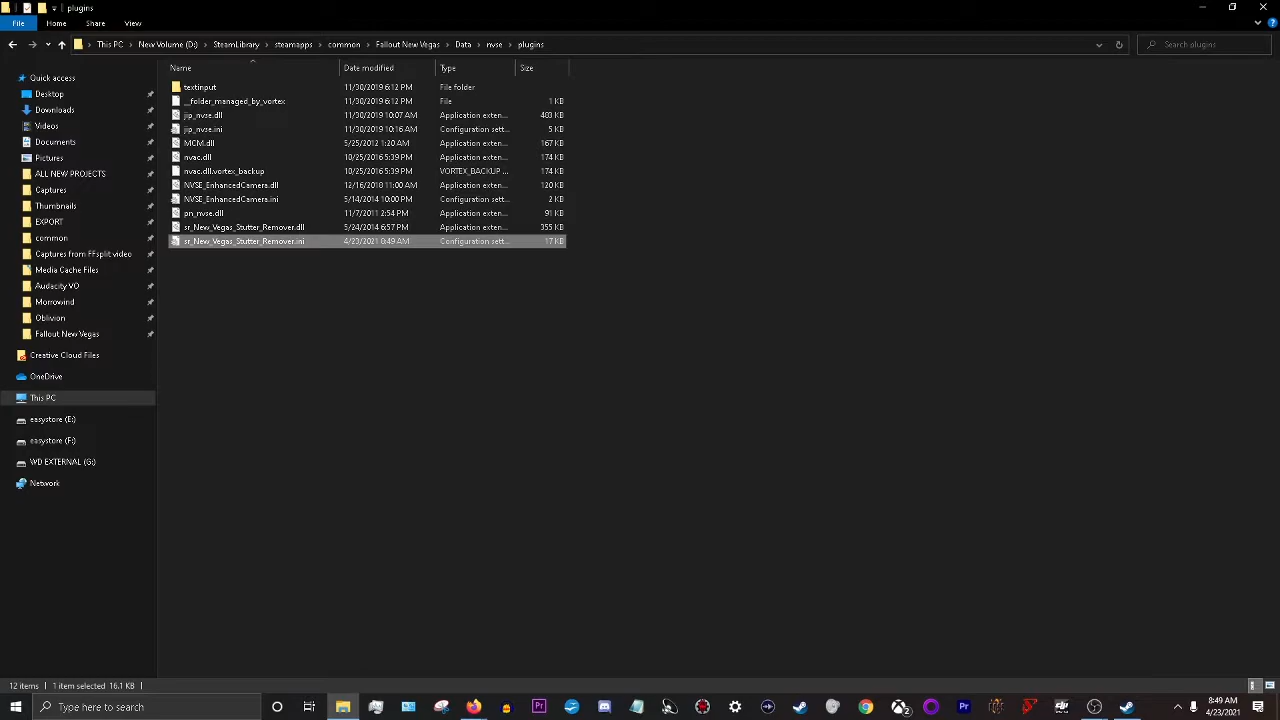 plugins
File
Home
Share
View
This PC
New Volume (D:)
SteamLibrary
steamapps
common
Fallout New Vegas
Data
nvse
plugins
Search plugins
Name
Date modified
Type
Size
Quick access
Desktop
Downloads
Videos
Documents
Pictures
ALL NEW PROJECTS
Captures
Thumbnails
EXPORT
common
Captures from FFsplit video
Media Cache Files
Audacity VO
Morrowind
Oblivion
Fallout New Vegas
Creative Cloud Files
OneDrive
This PC
easystore (E:)
easystore (F:)
WD EXTERNAL (G:)
Network
textinput 11/30/2019 6:12 PM File folder
__folder_managed_by_vortex 11/30/2019 6:12 PM File 1 KB
jip_nvse.dll 11/30/2019 10:07 AM Application exten... 483 KB
jip_nvse.ini 11/30/2019 10:16 AM Configuration sett... 5 KB
MCM.dll 5/25/2012 1:20 AM Application exten... 167 KB
nvac.dll 10/25/2016 5:39 PM Application exten... 174 KB
nvac.dll.vortex_backup 10/25/2016 5:39 PM VORTEX_BACKUP ... 174 KB
NVSE_EnhancedCamera.dll 12/16/2018 11:00 AM Application exten... 120 KB
NVSE_EnhancedCamera.ini 5/14/2014 10:00 PM Configuration sett... 2 KB
pn_nvse.dll 11/7/2011 2:54 PM Application exten... 91 KB
sr_New_Vegas_Stutter_Remover.dll 5/24/2014 6:57 PM Application exten... 355 KB
sr_New_Vegas_Stutter_Remover.ini 4/23/2021 8:49 AM Configuration sett... 17 KB
12 items
1 item selected 16.1 KB
Type here to search
8:49 AM
4/23/2021